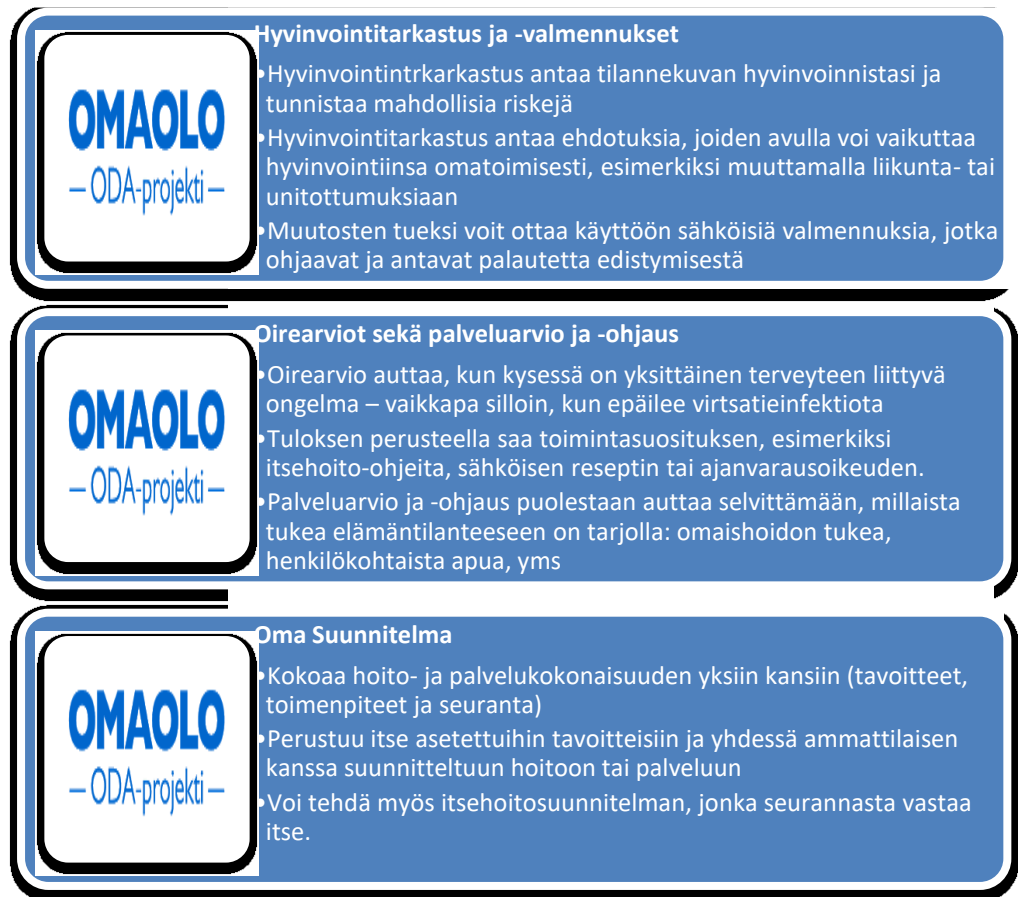 OMAOLO
— ODA-projekti —
Hyvinvointitarkastus ja -valmennukset
•Hyvinvointintrkarkastus antaa tilannekuvan hyvinvoinnistasi ja
tunnistaa mahdollisia riskejä
•Hyvinvointitarkastus antaa ehdotuksia, joiden avulla voi vaikuttaa
hyvinvointiinsa omatoimisesti, esimerkiksi muuttamalla liikunta- tai
unitottumuksiaan
•Muutosten tueksi voit ottaa käyttöön sähköisiä valmennuksia, jotka
ohjaavat ja antavat palautetta edistymisestä
OMAOLO
— ODA-projekti —
Oirearviot sekä palveluarvio ja -ohjaus
•Oirearvio auttaa, kun kysessä on yksittäinen terveyteen liittyvä
ongelma – vaikkapa silloin, kun epäilee virtsatieinfektiota
•Tuloksen perusteella saa toimintasuosituksen, esimerkiksi
itsehoito-ohjeita, sähköisen reseptin tai ajanvarausoikeuden.
•Palveluarvio ja -ohjaus puolestaan auttaa selvittämään, millaista
tukea elämäntilanteeseen on tarjolla: omaishoidon tukea,
henkilökohtaista apua, yms
OMAOLO
— ODA-projekti —
Oma Suunnitelma
•Kokoaa hoito- ja palvelukokonaisuuden yksiin kansiin (tavoitteet,
toimenpiteet ja seuranta)
•Perustuu itse asetettuihin tavoitteisiin ja yhdessä ammattilaisen
kanssa suunnitteltuun hoitoon tai palveluun
•Voi tehdä myös itsehoitosuunnitelman, jonka seurannasta vastaa
itse.